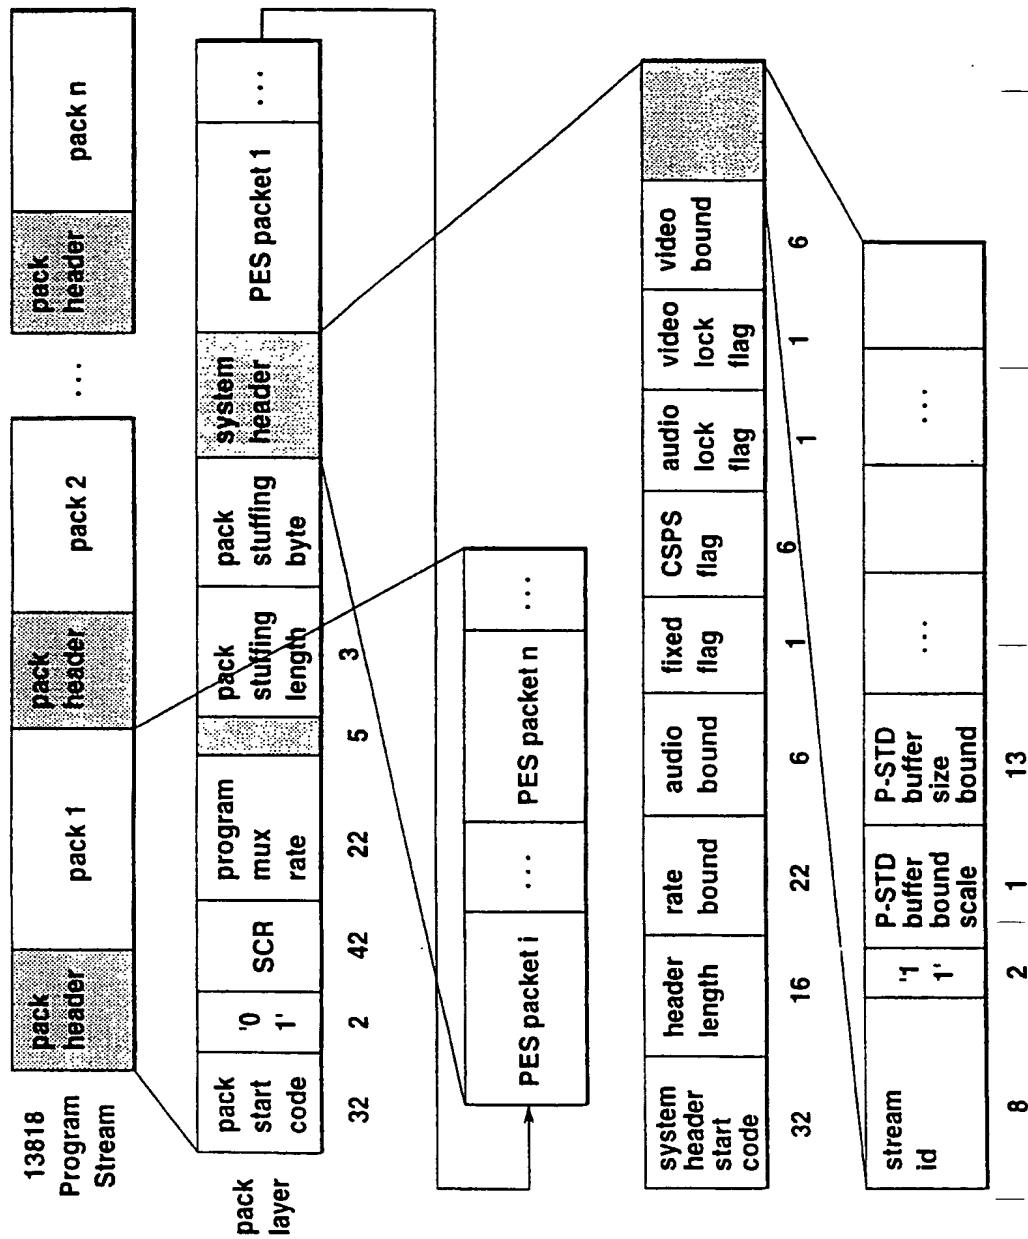 13818
Program
Stream
pack
header
pack 1
pack
header
pack 2
...
pack
header
pack n
pack
layer
pack
start
code
'0
1'
SCR
program
mux
rate
pack
stuffing
length
pack
stuffing
byte
system
header
PES packet 1
...
32
2
42
22
5
3
PES packet i
...
PES packet n
...
system
header
start
code
header
length
rate
bound
audio
bound
fixed
flag
CSPS
flag
audio
lock
flag
video
lock
flag
video
bound
32
16
22
6
1
6
1
1
6
stream
id
'1
1'
P-STD
buffer
bound
scale
P-STD
buffer
size
bound
...
...
8
2
1
13